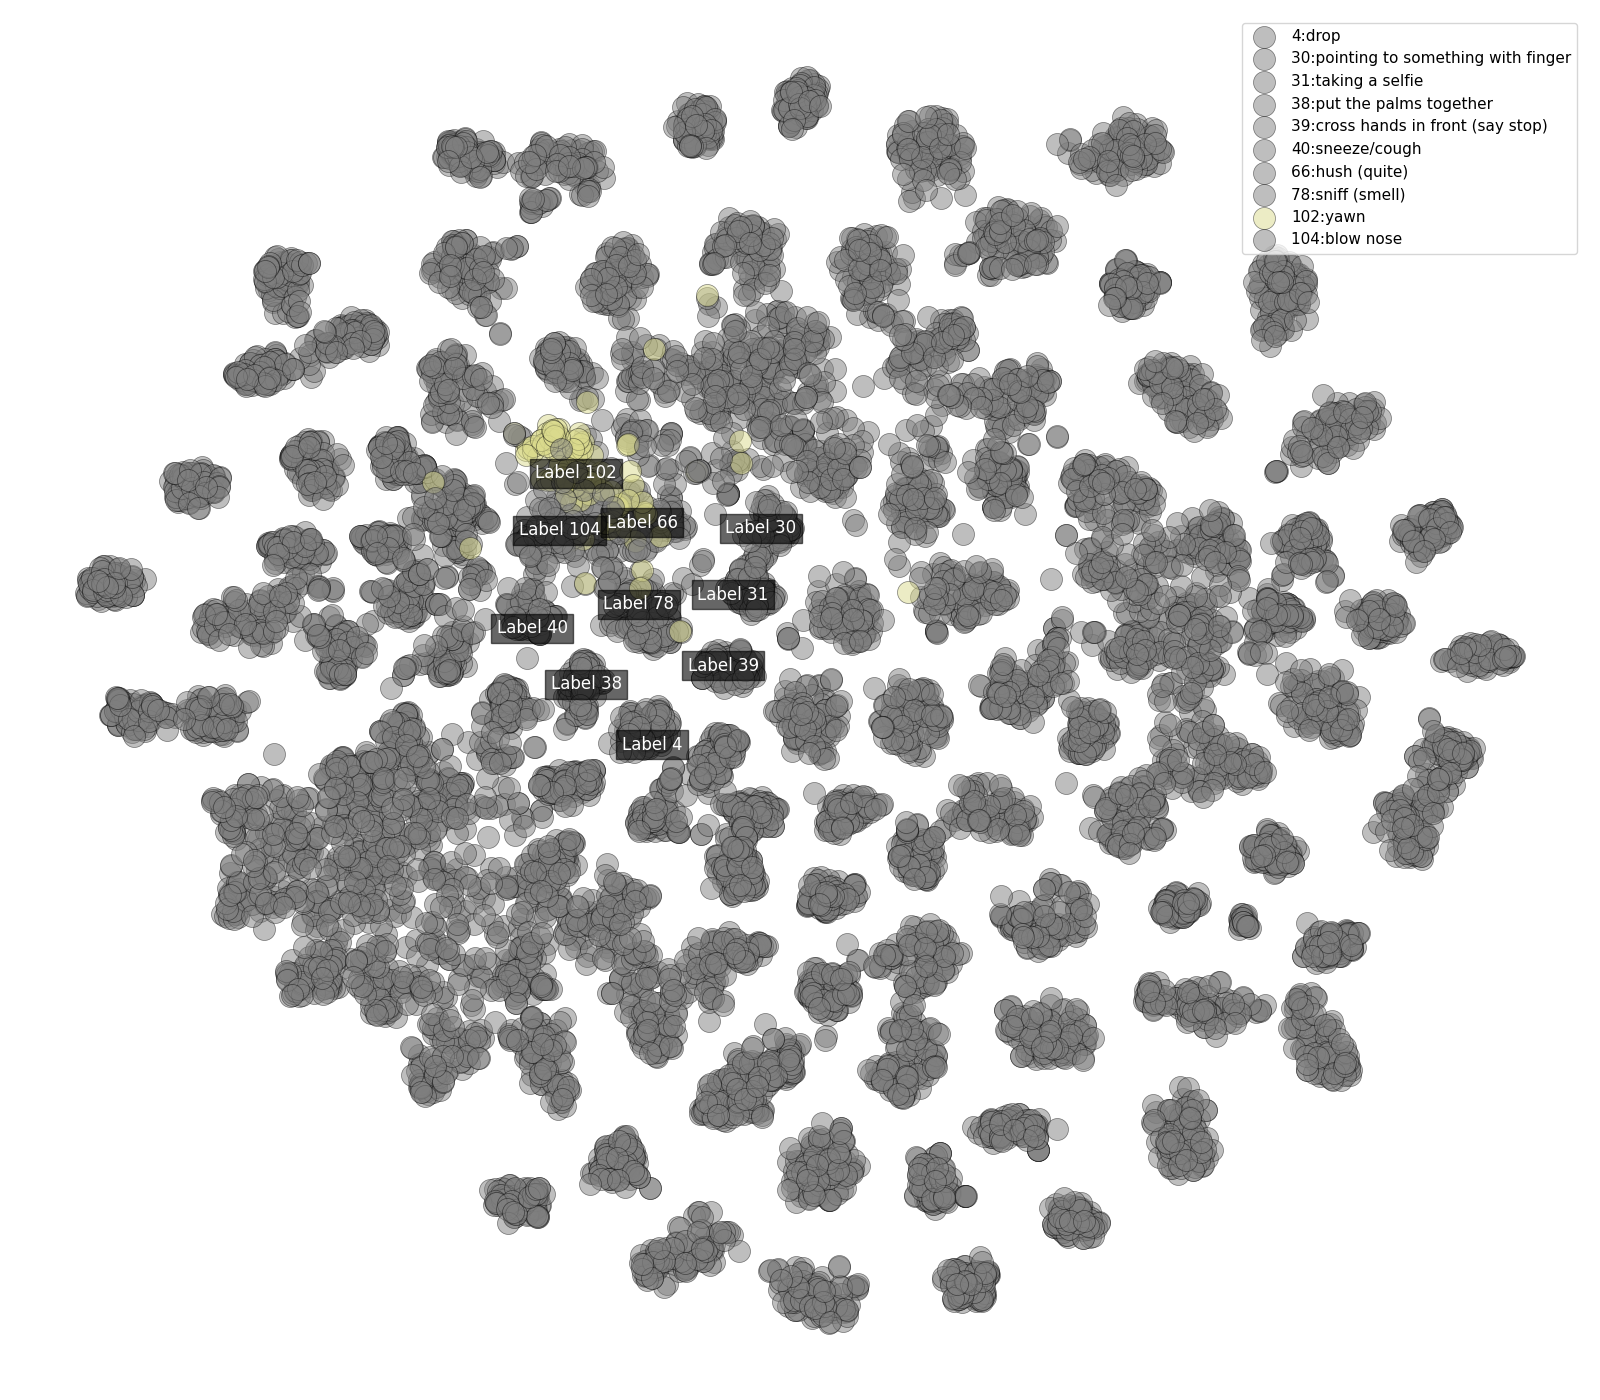 4:drop
30:pointing to something with finger
31:taking a selfie
38:put the palms together
39:cross hands in front (say stop)
40:sneeze/cough
66:hush (quite)
78:sniff (smell)
102:yawn
104:blow nose
Label 102
Label 104
Label 66
Label 30
Label 31
Label 78
Label 40
Label 39
Label 38
Label 4